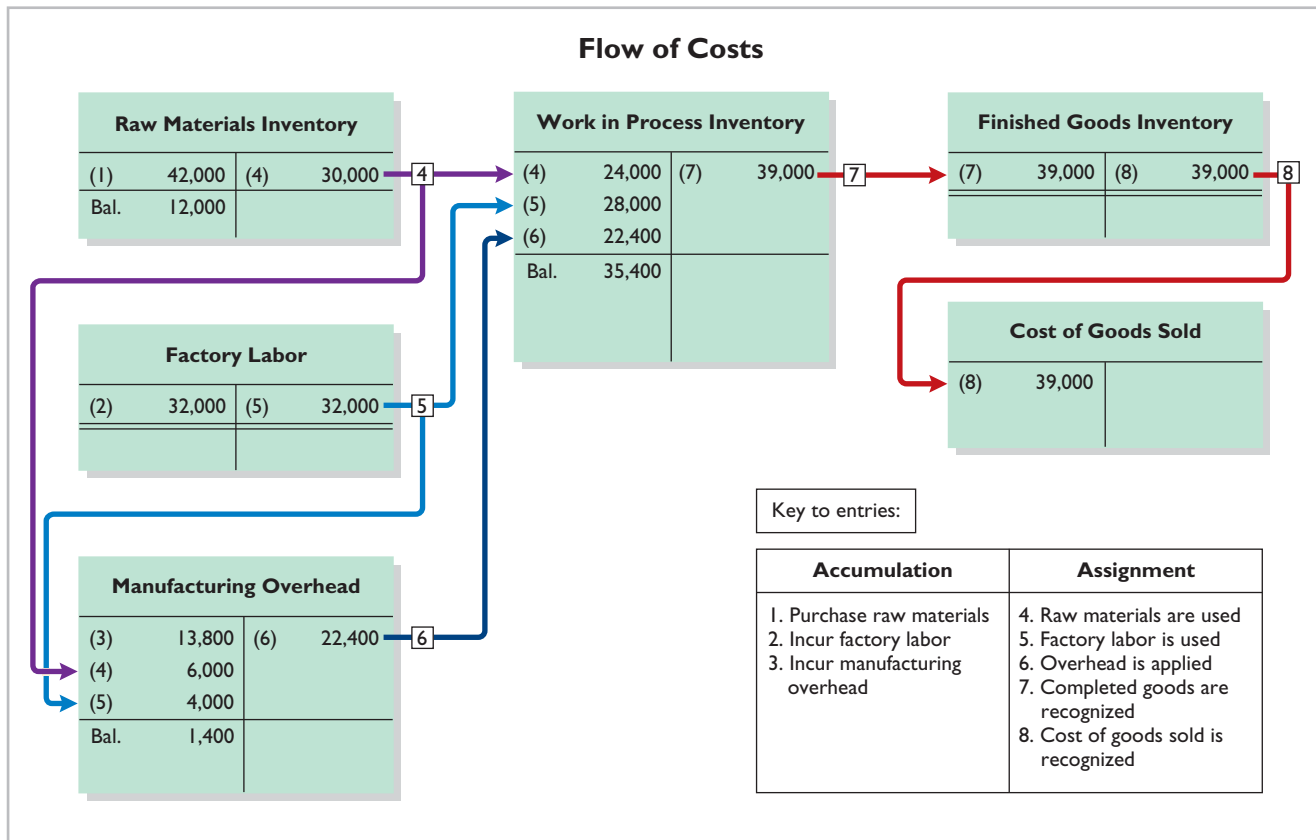 Flow of Costs
Raw Materials Inventory
(1) 42,000 (4) 30,000
Bal. 12,000
4
Work in Process Inventory
(4) 24,000 (7) 39,000
(5) 28,000
(6) 22,400
Bal. 35,400
7
Finished Goods Inventory
(7) 39,000 (8) 39,000
8
Factory Labor
(2) 32,000 (5) 32,000
5
Cost of Goods Sold
(8) 39,000
Manufacturing Overhead
(3) 13,800 (6) 22,400
(4) 6,000
(5) 4,000
Bal. 1,400
6
Key to entries:
Accumulation
1. Purchase raw materials
2. Incur factory labor
3. Incur manufacturing
overhead
Assignment
4. Raw materials are used
5. Factory labor is used
6. Overhead is applied
7. Completed goods are
recognized
8. Cost of goods sold is
recognized